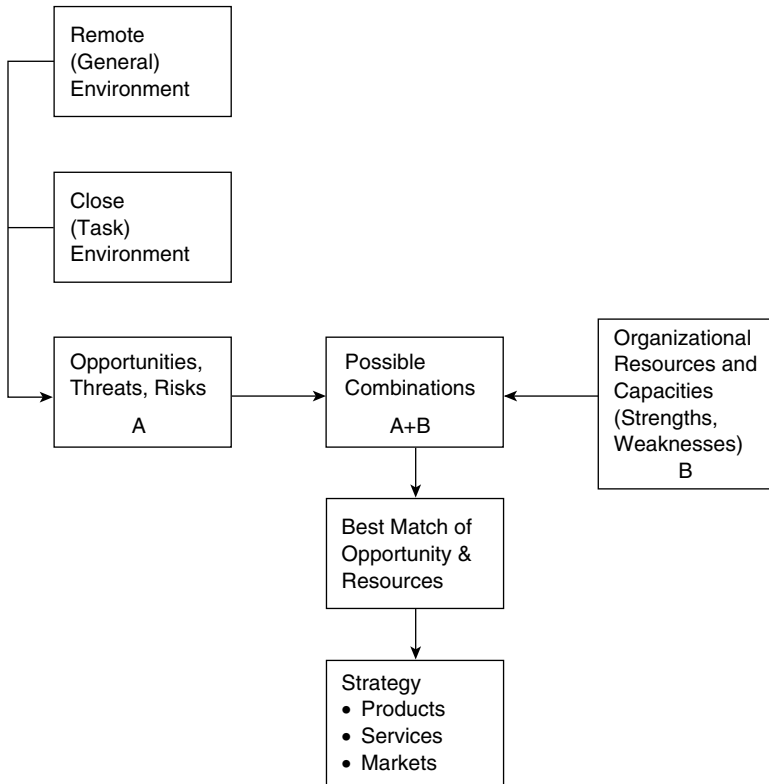 Remote
(General)
Environment
Close
(Task)
Environment
Opportunities,
Threats, Risks
A
Possible
Combinations
A+B
Organizational
Resources and
Capacities
(Strengths,
Weaknesses)
B
Best Match of
Opportunity &
Resources
Strategy
• Products
• Services
• Markets